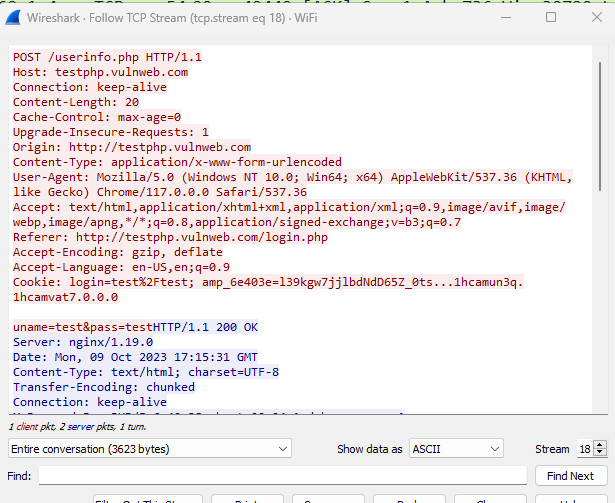 Wireshark · Follow TCP Stream (tcp.stream eq 18) · WiFi
POST /userinfo.php HTTP/1.1
Host: testphp.vulnweb.com
Connection: keep-alive
Content-Length: 20
Cache-Control: max-age=0
Upgrade-Insecure-Requests: 1
Origin: http://testphp.vulnweb.com
Content-Type: application/x-www-form-urlencoded
User-Agent: Mozilla/5.0 (Windows NT 10.0; Win64; x64) AppleWebKit/537.36 (KHTML,
like Gecko) Chrome/117.0.0.0 Safari/537.36
Accept: text/html,application/xhtml+xml,application/xml;q=0.9,image/avif,image/
webp,image/apng,*/*;q=0.8,application/signed-exchange;v=b3;q=0.7
Referer: http://testphp.vulnweb.com/login.php
Accept-Encoding: gzip, deflate
Accept-Language: en-US,en;q=0.9
Cookie: login=test%2Ftest; amp_6e403e=l39kgw7jjlbdNdD65Z_0ts...1hcamun3q.
1hcamvat7.0.0.0
uname=test&pass=testHTTP/1.1 200 OK
Server: nginx/1.19.0
Date: Mon, 09 Oct 2023 17:15:31 GMT
Content-Type: text/html; charset=UTF-8
Transfer-Encoding: chunked
Connection: keep-alive
1 client pkt, 2 server pkts, 1 turn.
Entire conversation (3623 bytes)
Show data as
ASCII
Stream
18
Find:
Find Next